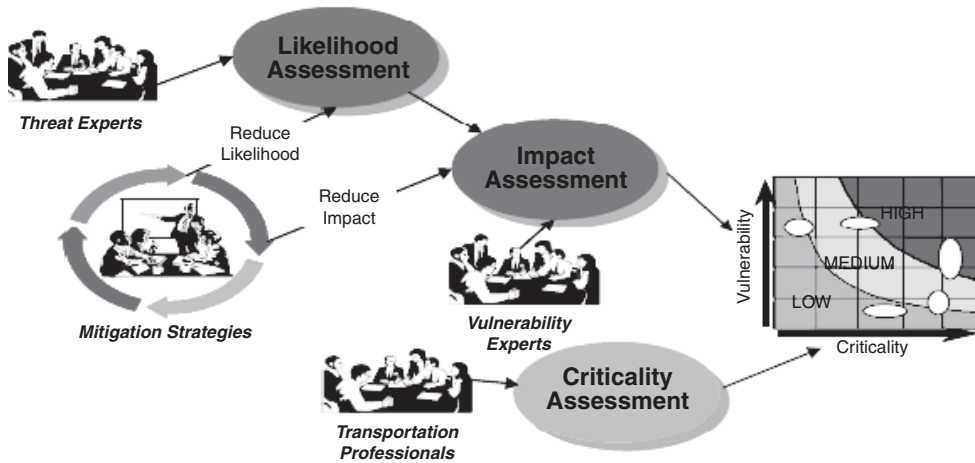 Likelihood
Assessment
Threat Experts
Reduce
Likelihood
Impact
Assessment
Reduce
Impact
Mitigation Strategies
Vulnerability
Experts
Vulnerability
HIGH
MEDIUM
LOW
Criticality
Criticality
Assessment
Transportation
Professionals